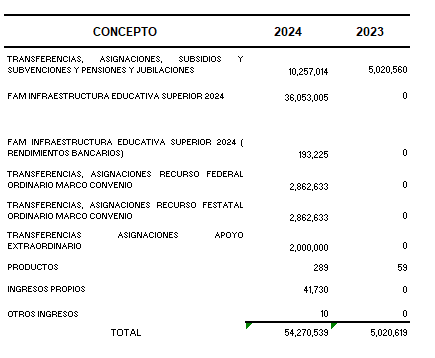 CONCEPTO 2024 2023
TRANSFERENCIAS, ASIGNACIONES, SUBSIDIOS Y
SUBVENCIONES Y PENSIONES Y JUBILACIONES 10,257,014 5,020,560
FAM INFRAESTRUCTURA EDUCATIVA SUPERIOR 2024 36,053,005 0
FAM INFRAESTRUCTURA EDUCATIVA SUPERIOR 2024 (
RENDIMIENTOS BANCARIOS) 193,225 0
TRANSFERENCIAS, ASIGNACIONES RECURSO FEDERAL
ORDINARIO MARCO CONVENIO 2,862,633 0
TRANSFERENCIAS, ASIGNACIONES RECURSO FESTATAL
ORDINARIO MARCO CONVENIO 2,862,633 0
TRANSFERENCIAS ASIGNACIONES APOYO
EXTRAORDINARIO 2,000,000 0
PRODUCTOS 289 59
INGRESOS PROPIOS 41,730 0
OTROS INGRESOS 10 0
TOTAL 54,270,539 5,020,619